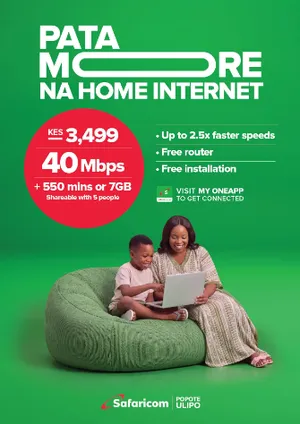 PATA
MORE
NA HOME INTERNET
KES 3,499
40 Mbps
+ 550 mins or 7GB
Shareable with 5 people
• Up to 2.5x faster speeds
• Free router
• Free installation
VISIT MY ONEAPP
TO GET CONNECTED
Safaricom
POPOTE
ULIPO